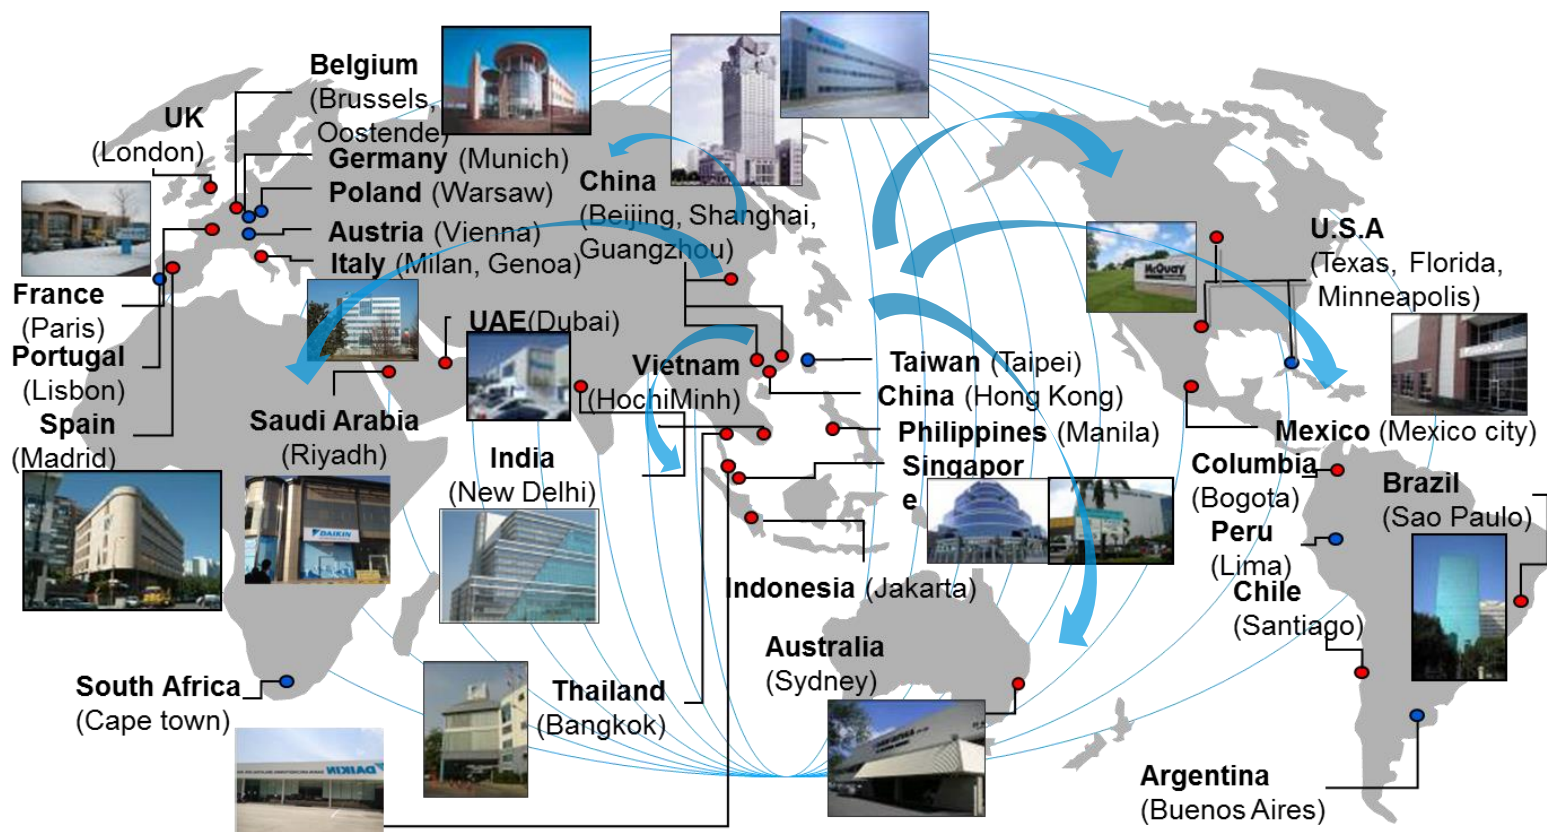 Belgium
(Brussels,
Oostende)
UK
(London)
Germany (Munich)
Poland (Warsaw)
Austria (Vienna)
Italy (Milan, Genoa)
China
(Beijing, Shanghai,
Guangzhou)
U.S.A
(Texas, Florida,
Minneapolis)
McQuay
DAIKIN
France
(Paris)
Portugal
(Lisbon)
Spain
(Madrid)
UAE(Dubai)
Saudi Arabia
(Riyadh)
Vietnam
(HochiMinh)
Taiwan (Taipei)
China (Hong Kong)
Philippines (Manila)
Singapor
e
India
(New Delhi)
Mexico (Mexico city)
Columbia
(Bogota)
Brazil
(Sao Paulo)
Peru
(Lima)
Chile
(Santiago)
DAIKIN
Indonesia (Jakarta)
Australia
(Sydney)
South Africa
(Cape town)
Thailand
(Bangkok)
DAIKIN
Argentina
(Buenos Aires)